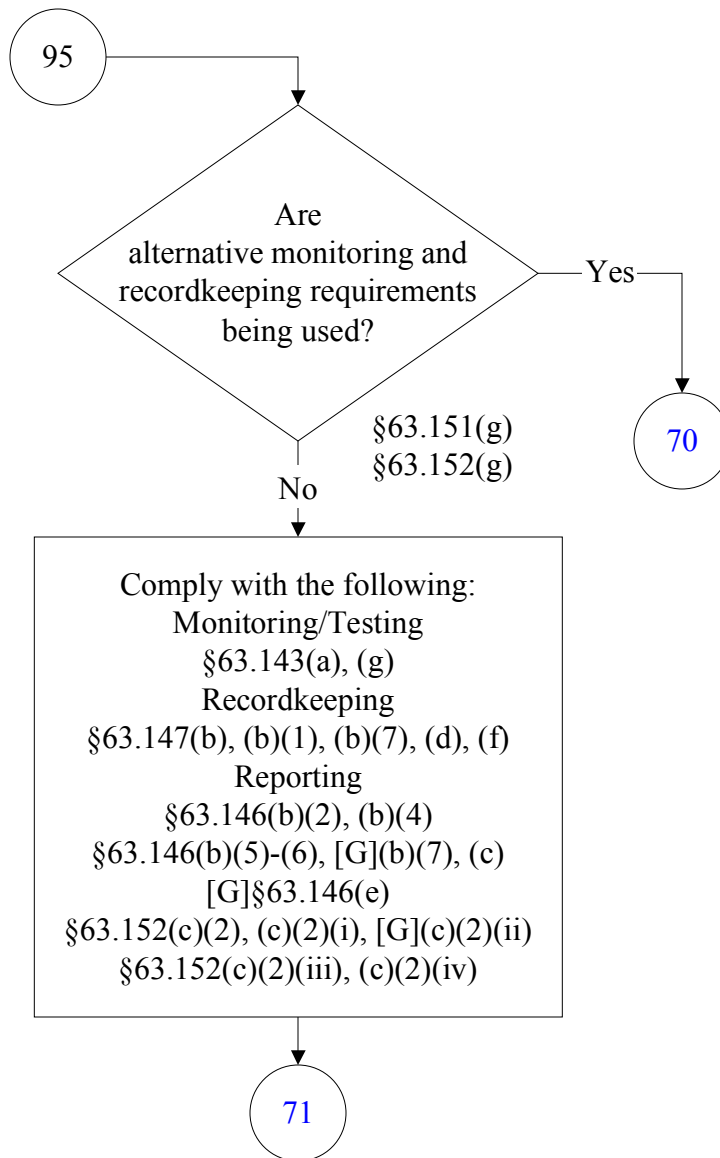 95
Are
alternative monitoring and
recordkeeping requirements
being used?
Yes
70
§63.151(g)
§63.152(g)
No
Comply with the following:
Monitoring/Testing
§63.143(a), (g)
Recordkeeping
§63.147(b), (b)(1), (b)(7), (d), (f)
Reporting
§63.146(b)(2), (b)(4)
§63.146(b)(5)-(6), [G](b)(7), (c)
[G]§63.146(e)
§63.152(c)(2), (c)(2)(i), [G](c)(2)(ii)
§63.152(c)(2)(iii), (c)(2)(iv)
71